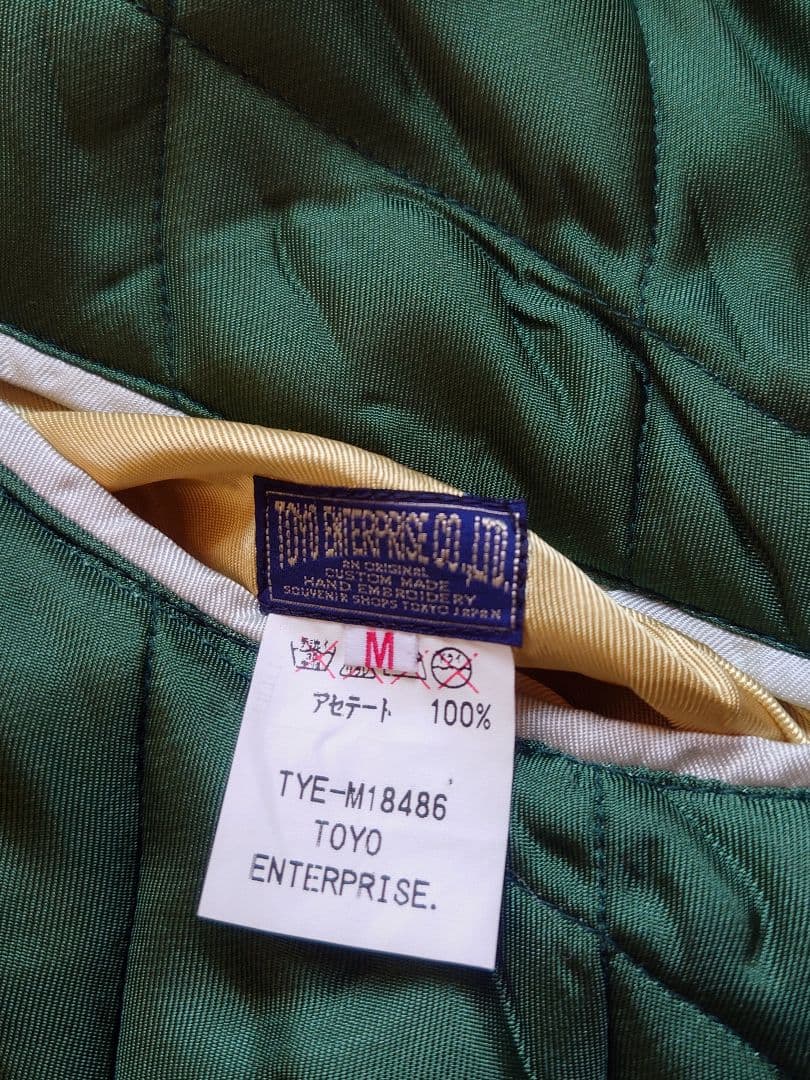 TOYO ENTERPRISE CO.,LTD.
AN ORIGINAL
CUSTOM MADE
HAND EMBROIDERY
SOUVENIR SHOPS TOKYO JAPAN
M
アセテート 100%
TYE-M18486
TOYO
ENTERPRISE.